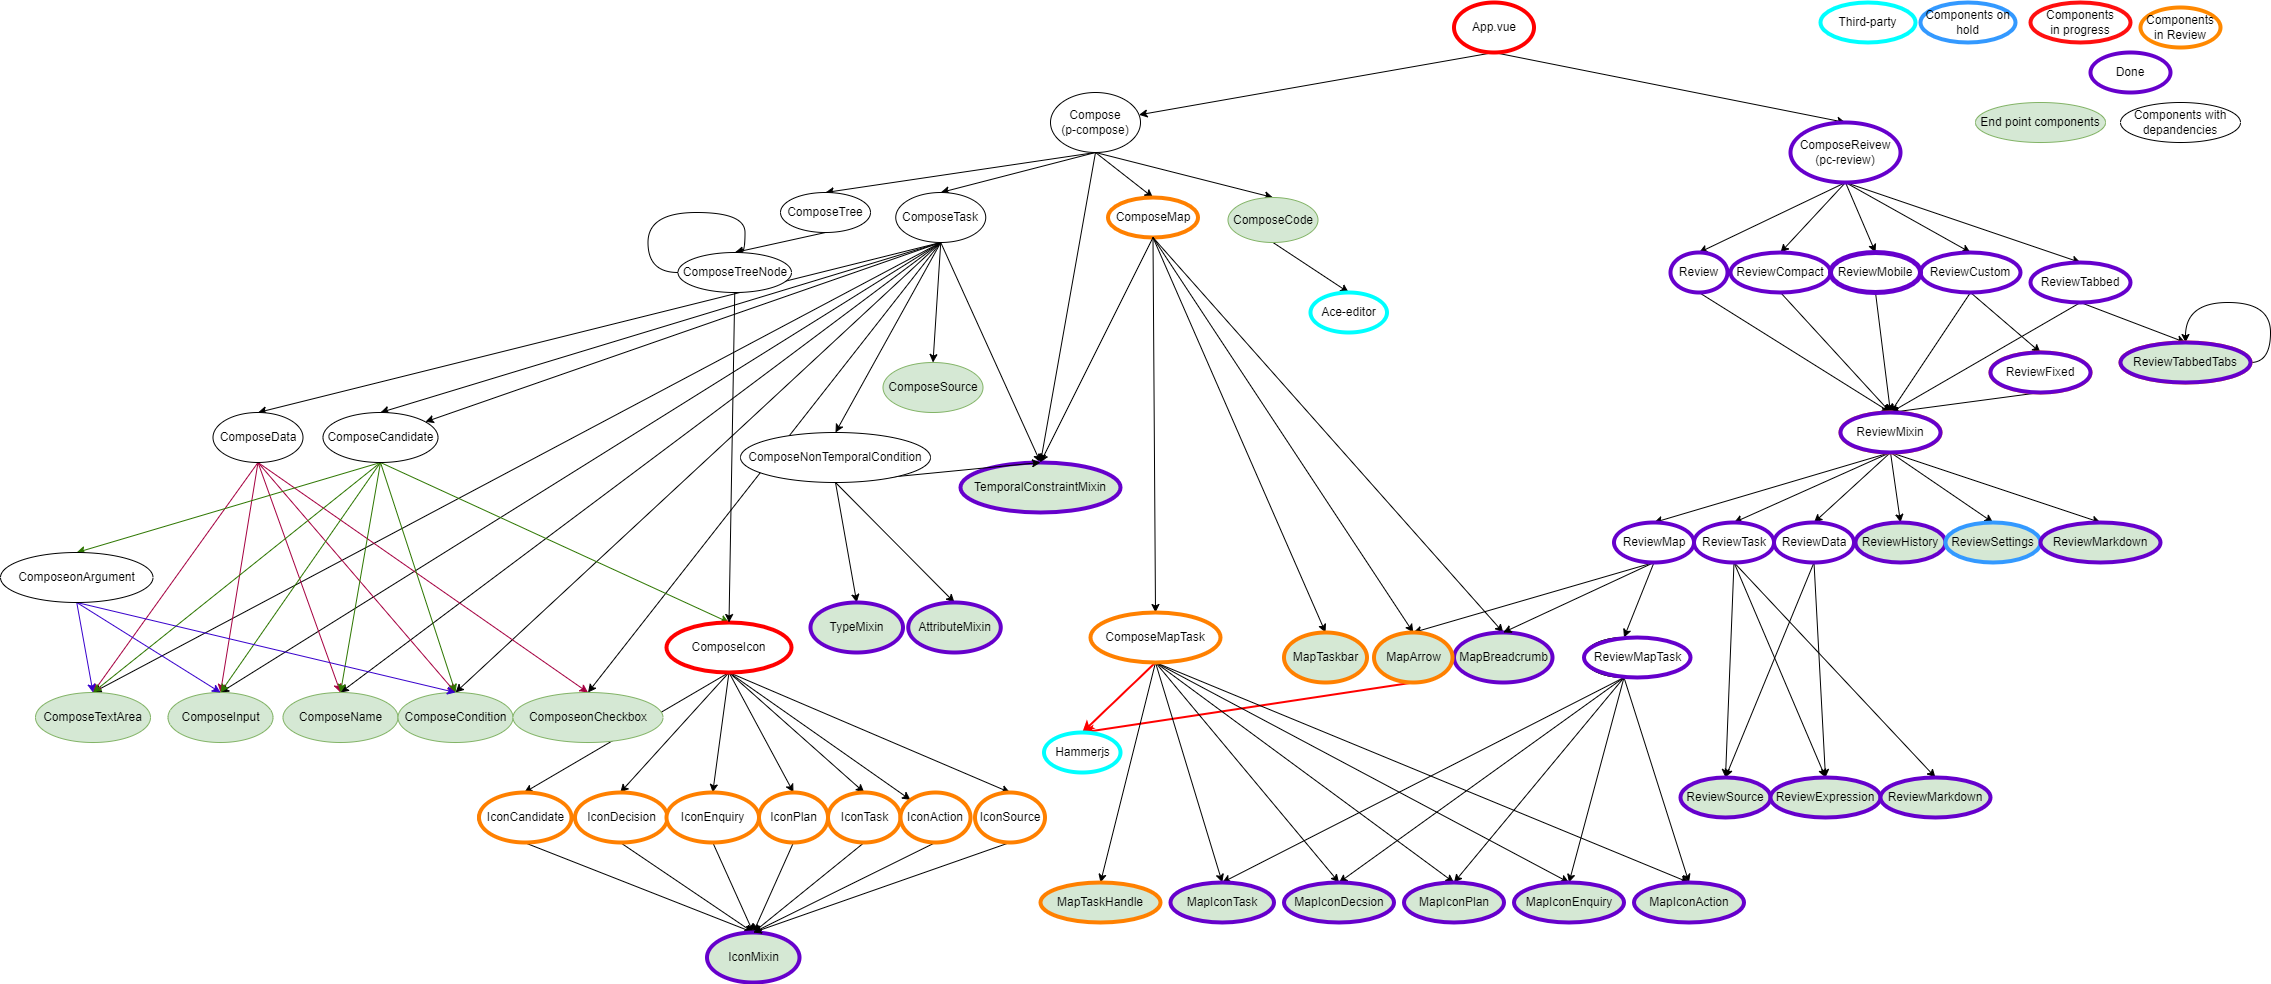 App.vue
Third-party
Components on
hold
Components
in progress
Components
in Review
Done
End point components
Components with
depandencies
Compose
(p-compose)
ComposeReivew
(pc-review)
ComposeTree
ComposeTask
ComposeMap
ComposeCode
ComposeTreeNode
Review
ReviewCompact
ReviewMobile
ReviewCustom
ReviewTabbed
Ace-editor
ReviewTabbedTabs
ReviewFixed
ComposeSource
ComposeData
ComposeCandidate
ReviewMixin
ComposeNonTemporalCondition
TemporalConstraintMixin
ReviewMap
ReviewTask
ReviewData
ReviewHistory
ReviewSettings
ReviewMarkdown
ComposeonArgument
TypeMixin
AttributeMixin
ComposeIcon
ComposeMapTask
MapTaskbar
MapArrow
MapBreadcrumb
ReviewMapTask
ComposeTextArea
ComposeInput
ComposeName
ComposeCondition
ComposeonCheckbox
Hammerjs
ReviewSource
ReviewExpression
ReviewMarkdown
IconCandidate
IconDecision
IconEnquiry
IconPlan
IconTask
IconAction
IconSource
MapTaskHandle
MapIconTask
MapIconDecsion
MapIconPlan
MapIconEnquiry
MapIconAction
IconMixin